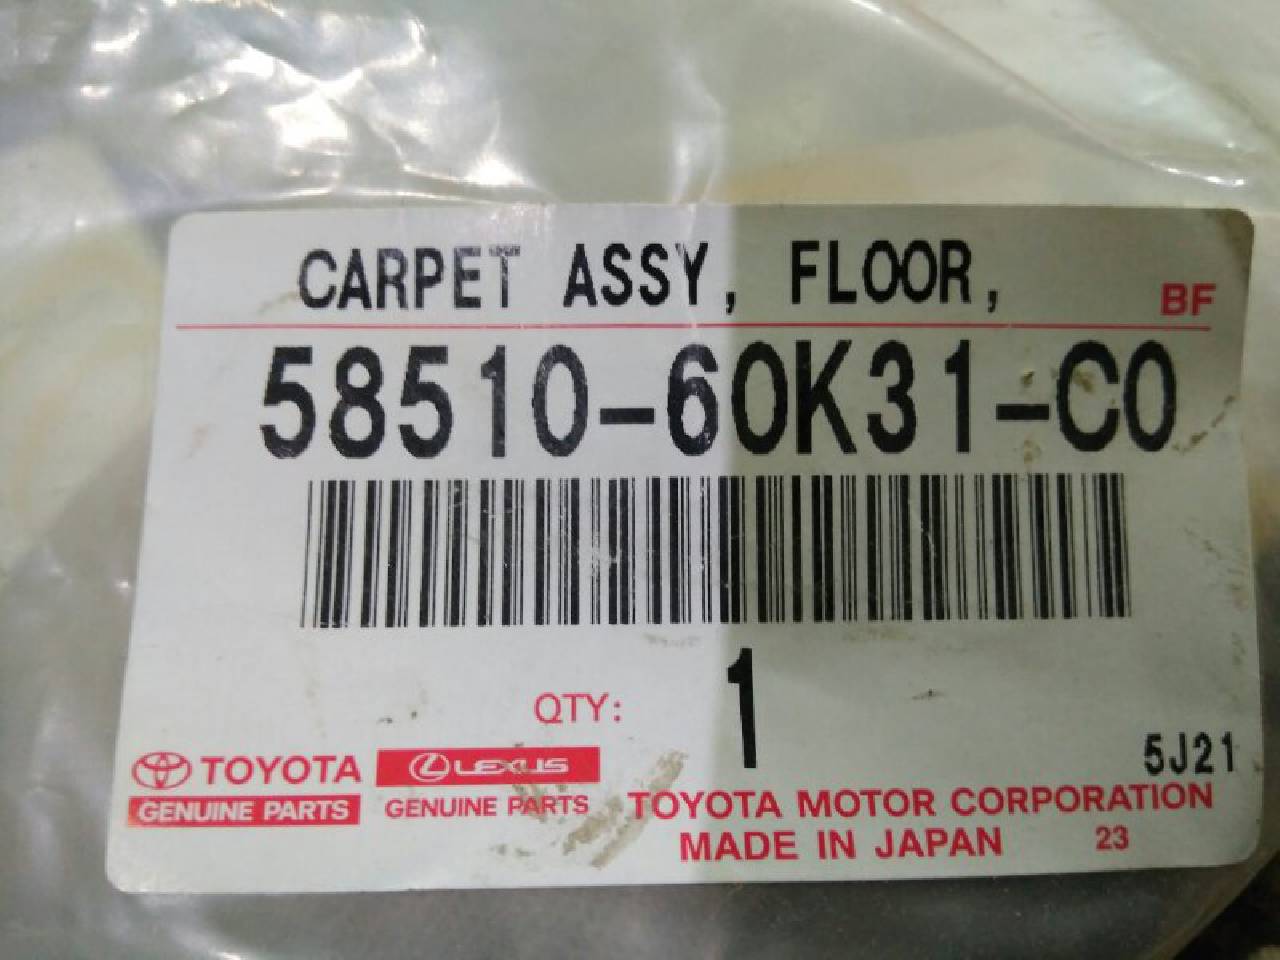 CARPET ASSY, FLOOR,
BF
58510-60K31-C0
QTY: 1
5J21
TOYOTA
GENUINE PARTS
LEXUS
GENUINE PARTS
TOYOTA MOTOR CORPORATION
MADE IN JAPAN 23